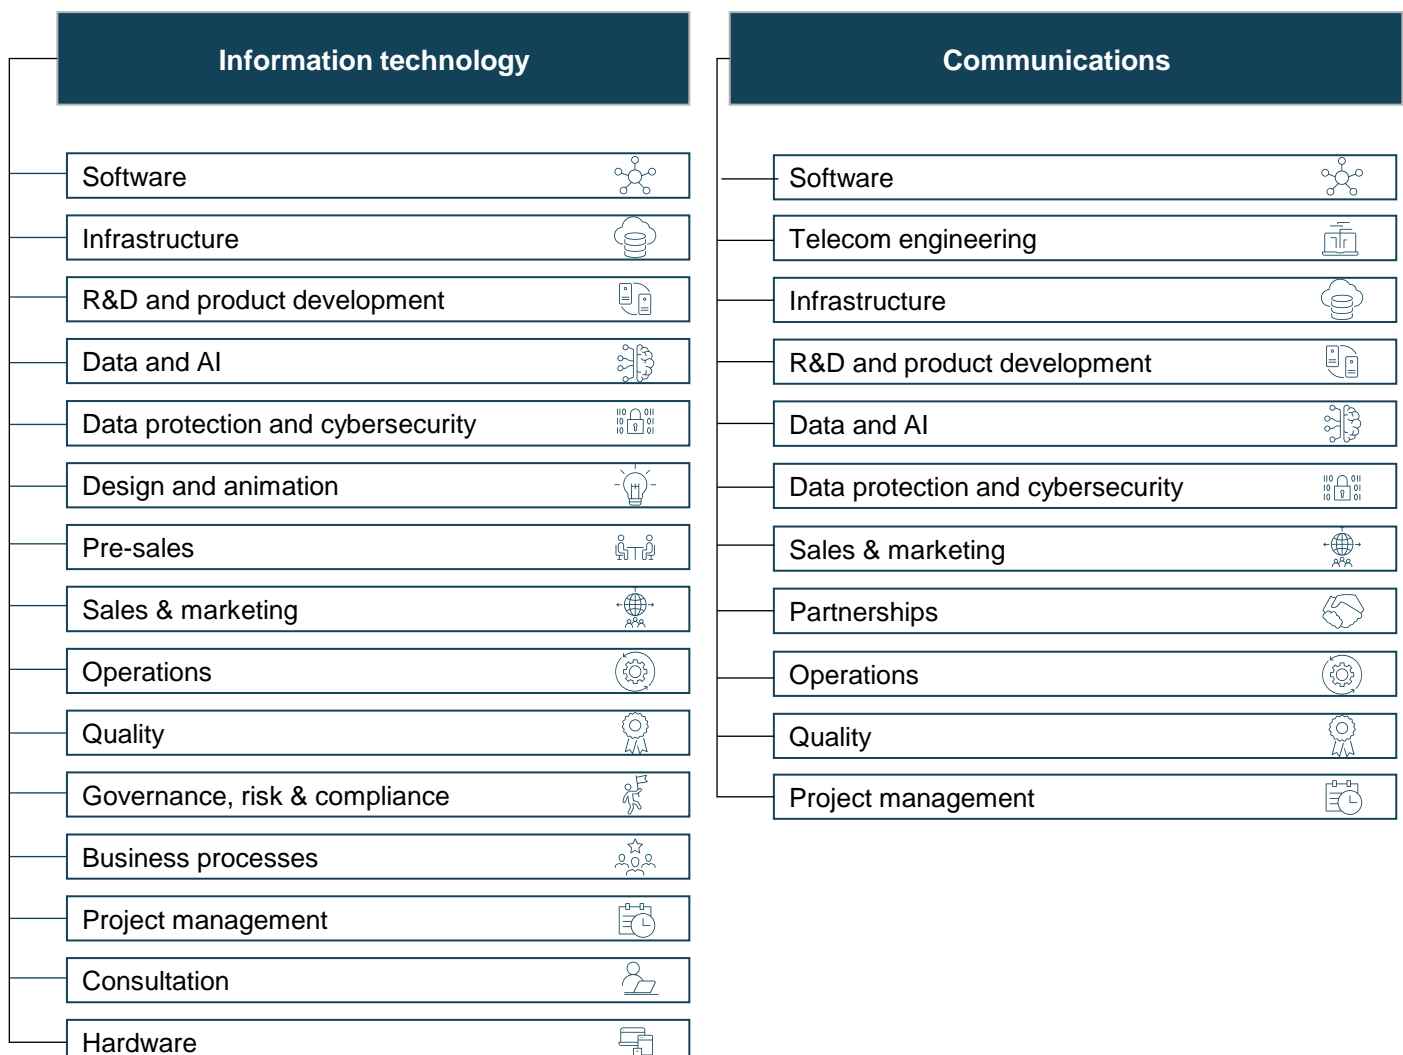 Information technology
Software
Infrastructure
R&D and product development
Data and AI
Data protection and cybersecurity
Design and animation
Pre-sales
Sales & marketing
Operations
Quality
Governance, risk & compliance
Business processes
Project management
Consultation
Hardware
Communications
Software
Telecom engineering
Infrastructure
R&D and product development
Data and AI
Data protection and cybersecurity
Sales & marketing
Partnerships
Operations
Quality
Project management